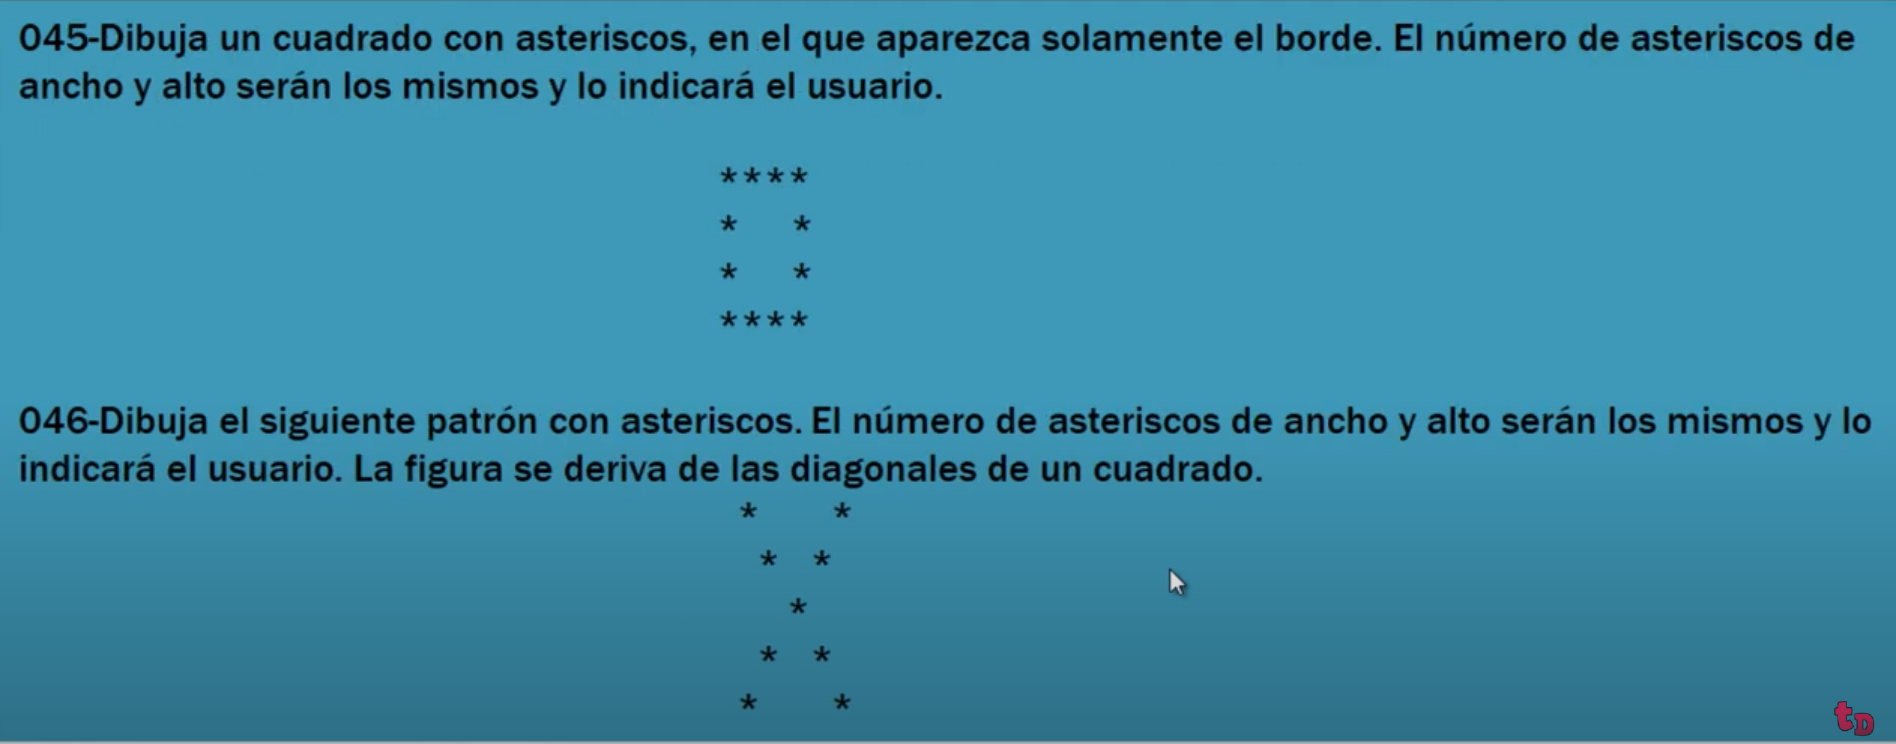 045-Dibuja un cuadrado con asteriscos, en el que aparezca solamente el borde. El número de asteriscos de
ancho y alto serán los mismos y lo indicará el usuario.
****
*  *
*  *
****
046-Dibuja el siguiente patrón con asteriscos. El número de asteriscos de ancho y alto serán los mismos y lo
indicará el usuario. La figura se deriva de las diagonales de un cuadrado.
*   *
 * *
  *
 * *
*   *
tD